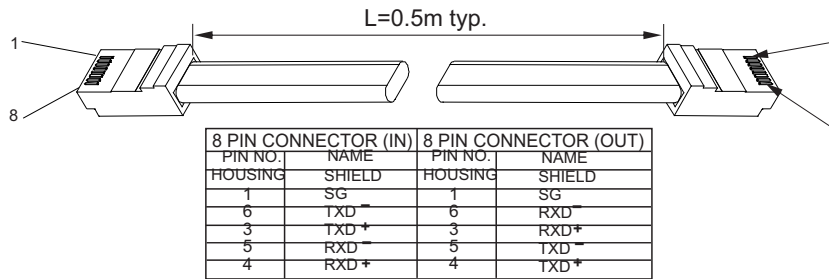 L=0.5m typ.
1
8
8 PIN CONNECTOR (IN) 8 PIN CONNECTOR (OUT)
PIN NO. NAME PIN NO. NAME
HOUSING SHIELD HOUSING SHIELD
1 SG 1 SG
6 TXD- 6 RXD-
3 TXD+ 3 RXD+
5 RXD- 5 TXD-
4 RXD+ 4 TXD+